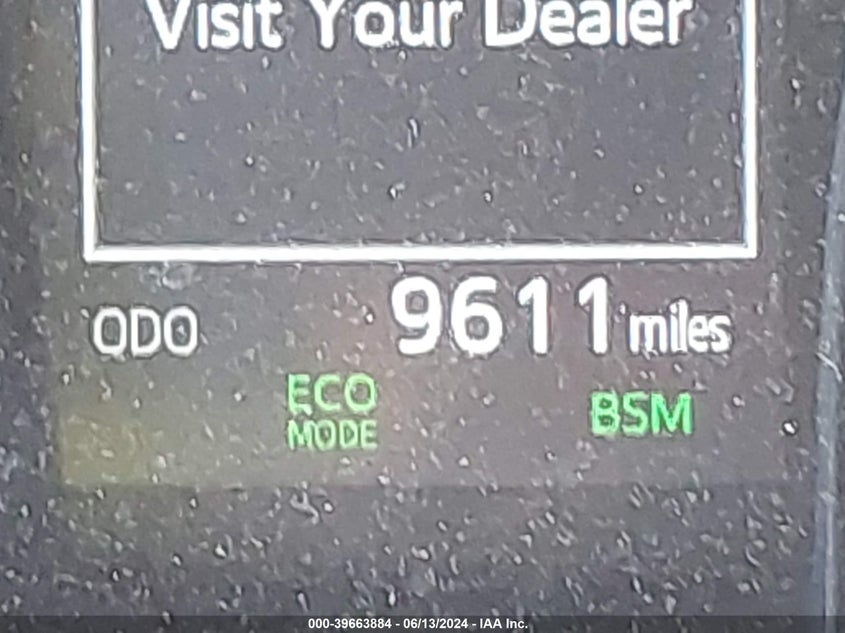 Visit Your Dealer
ODO 9611 miles
ECO
MODE
BSM
000-39663884 - 06/13/2024 - IAA Inc.